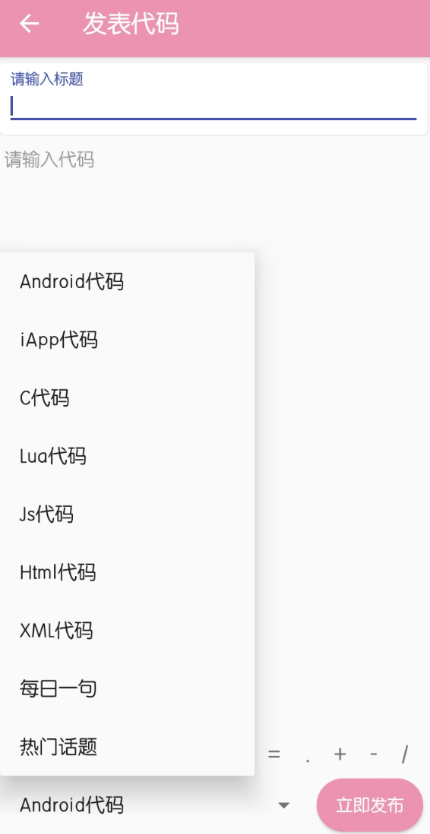 发表代码
请输入标题
请输入代码
Android代码
iApp代码
C代码
Lua代码
Js代码
Html代码
XML代码
每日一句
热门话题
= . + - /
Android代码
立即发布